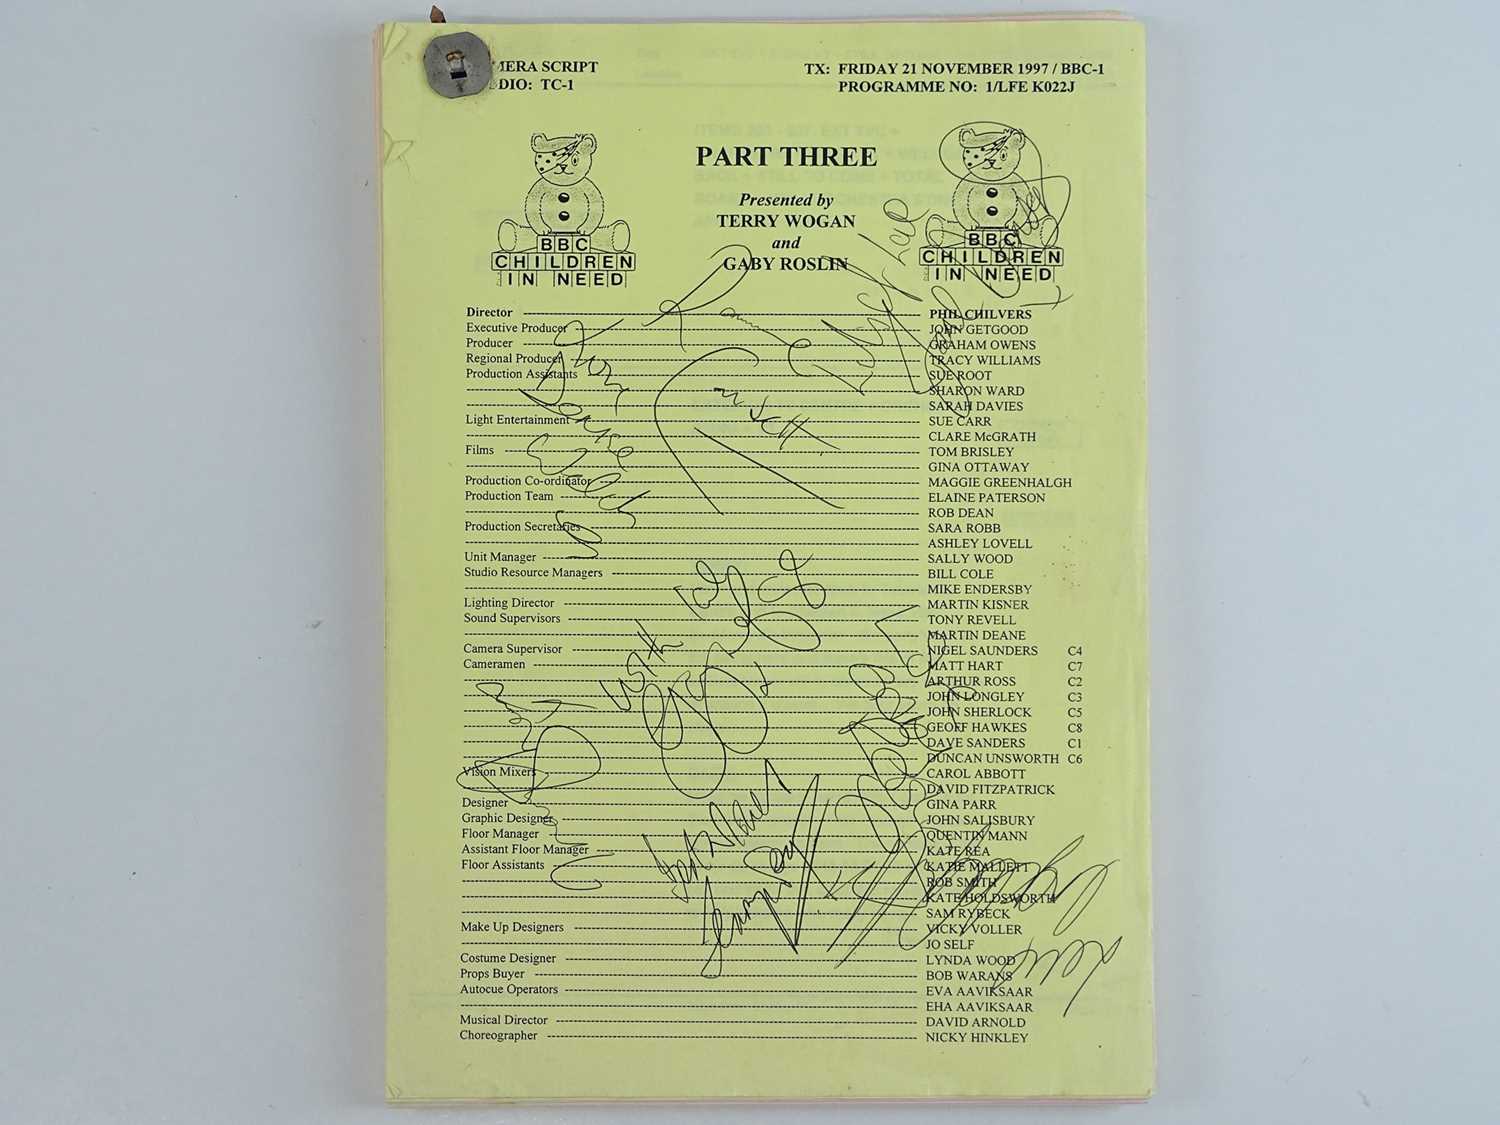 MERA SCRIPT
DIO: TC-1
TX: FRIDAY 21 NOVEMBER 1997 / BBC-1
PROGRAMME NO: 1/LFE K022J
PART THREE
Presented by
TERRY WOGAN
and
GABY ROSLIN
BBC
CHILDREN
IN NEED
BBC
CHILDREN
IN NEED
Director PHIL CHILVERS
Executive Producer JOHN GETGOOD
Producer GRAHAM OWENS
Regional Producer TRACY WILLIAMS
Production Assistants SUE ROOT
SHARON WARD
SARAH DAVIES
Light Entertainment SUE CARR
CLARE McGRATH
Films TOM BRISLEY
GINA OTTAWAY
Production Co-ordinator MAGGIE GREENHALGH
Production Team ELAINE PATERSON
ROB DEAN
Production Secretaries SARA ROBB
ASHLEY LOVELL
Unit Manager SALLY WOOD
Studio Resource Managers BILL COLE
MIKE ENDERSBY
Lighting Director MARTIN KISNER
Sound Supervisors TONY REVELL
MARTIN DEANE
Camera Supervisor NIGEL SAUNDERS C4
Cameramen MATT HART C7
ARTHUR ROSS C2
JOHN LONGLEY C3
JOHN SHERLOCK C5
GEOFF HAWKES C8
DAVE SANDERS C1
DUNCAN UNSWORTH C6
Vision Mixers CAROL ABBOTT
DAVID FITZPATRICK
Designer GINA PARR
Graphic Designer JOHN SALISBURY
Floor Manager QUENTIN MANN
Assistant Floor Manager KATE REA
Floor Assistants KATIE MALLETT
ROB SMITH
KATE HOLDSWORTH
SAM RYBECK
Make Up Designers VICKY VOLLER
JO SELF
Costume Designer LYNDA WOOD
Props Buyer BOB WARANS
Autocue Operators EVA AAVIKSAAR
EHA AAVIKSAAR
Musical Director DAVID ARNOLD
Choreographer NICKY HINKLEY